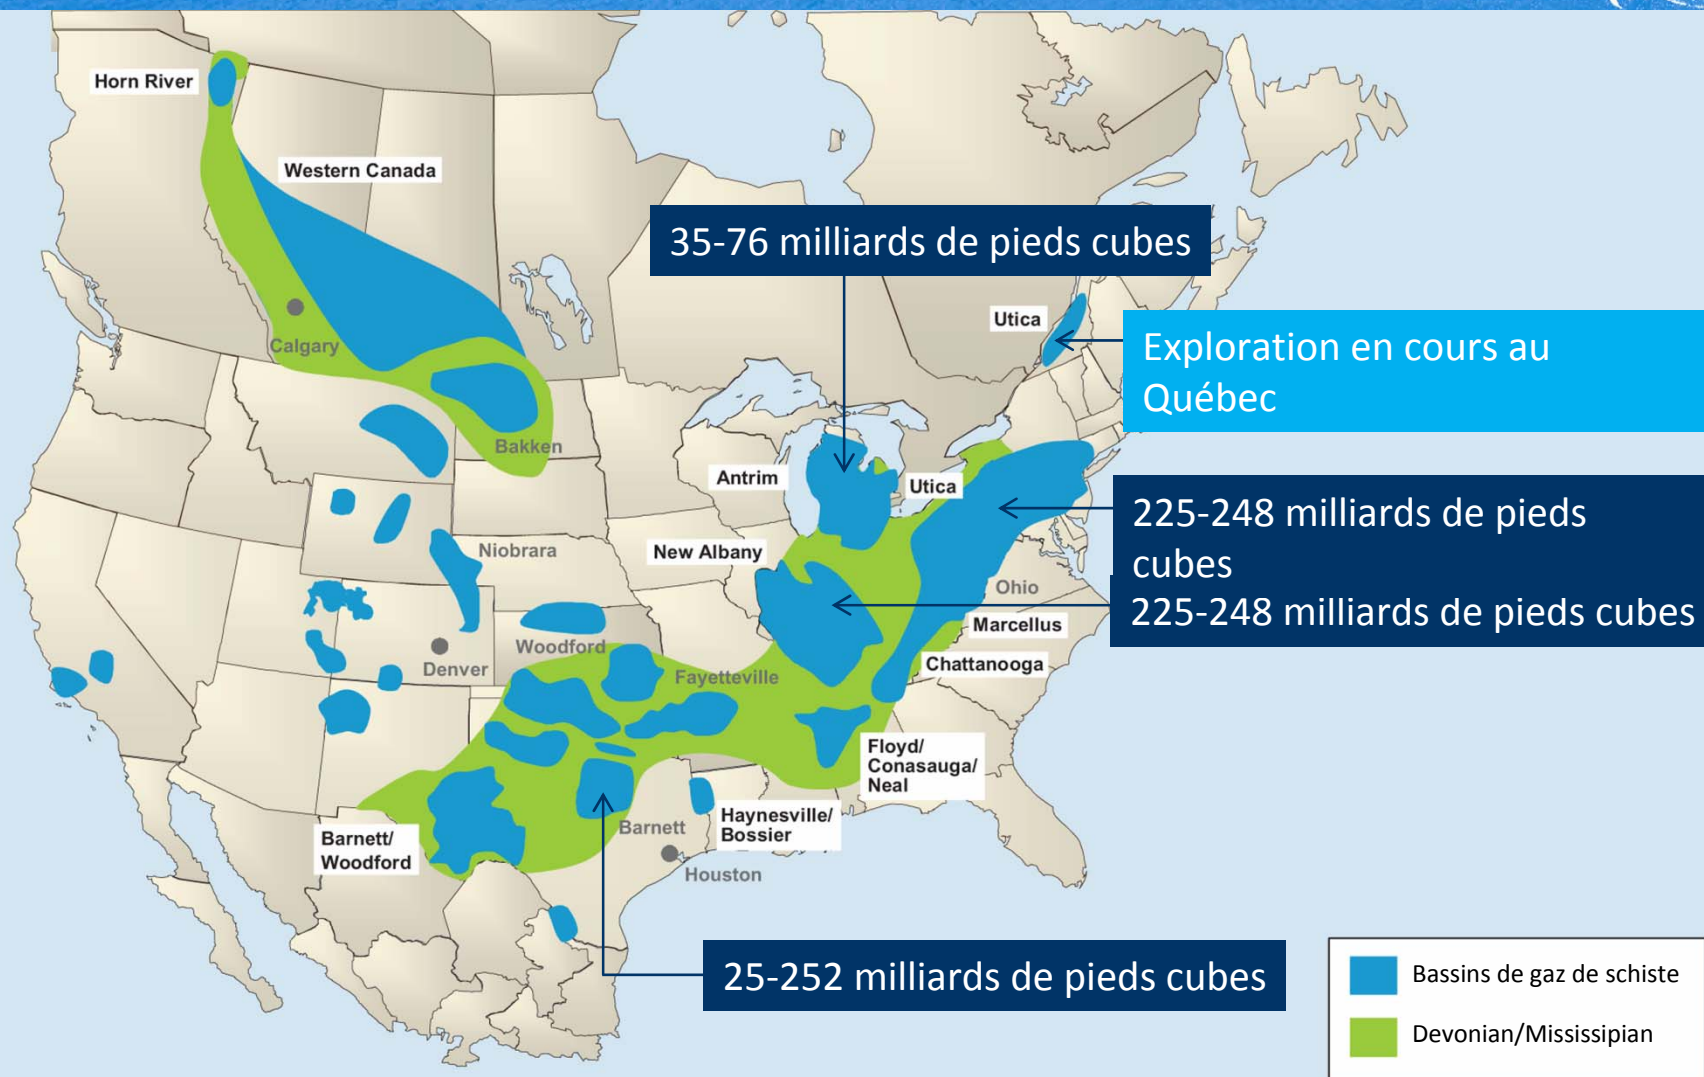 Horn River
Western Canada
35-76 milliards de pieds cubes
Utica
Exploration en cours au
Québec
Calgary
Bakken
Antrim
Utica
225-248 milliards de pieds
cubes
New Albany
Niobrara
Ohio
225-248 milliards de pieds cubes
Marcellus
Woodford
Denver
Fayetteville
Chattanooga
Floyd/
Conasauga/
Neal
Barnett/
Woodford
Barnett
Haynesville/
Bossier
Houston
25-252 milliards de pieds cubes
Bassins de gaz de schiste
Devonian/Mississipian